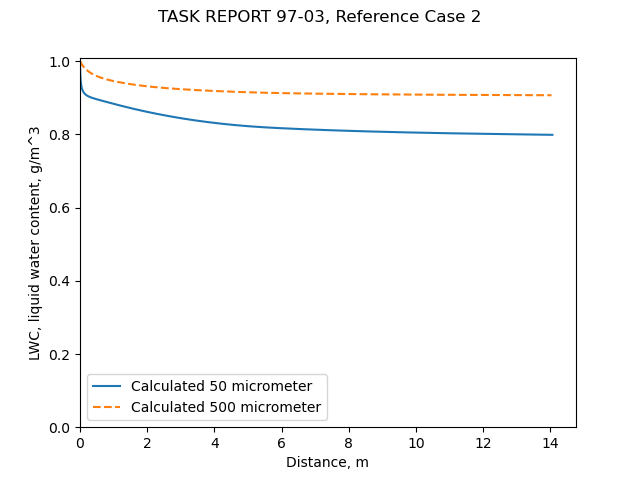 TASK REPORT 97-03, Reference Case 2
1.0
0.8
0.6
0.4
0.2
0.0
LWC, liquid water content, g/m^3
Calculated 50 micrometer
Calculated 500 micrometer
0 2 4 6 8 10 12 14
Distance, m